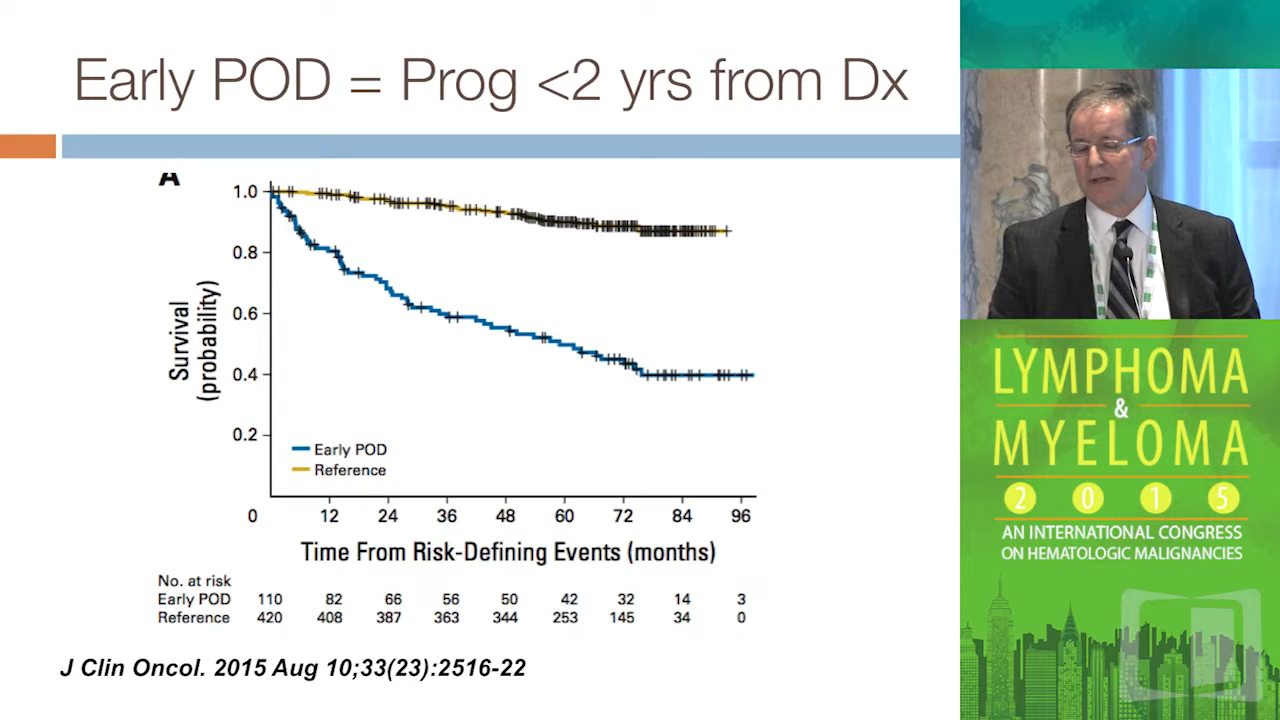 Early POD = Prog <2 yrs from Dx
A
1.0
0.8
0.6
0.4
0.2
Survival
(probability)
Early POD
Reference
0 12 24 36 48 60 72 84 96
Time From Risk-Defining Events (months)
No. at risk
Early POD 110 82 66 56 50 42 32 14 3
Reference 420 408 387 363 344 253 145 34 0
J Clin Oncol. 2015 Aug 10;33(23):2516-22
LYMPHOMA
&
MYELOMA
2015
AN INTERNATIONAL CONGRESS
ON HEMATOLOGIC MALIGNANCIES